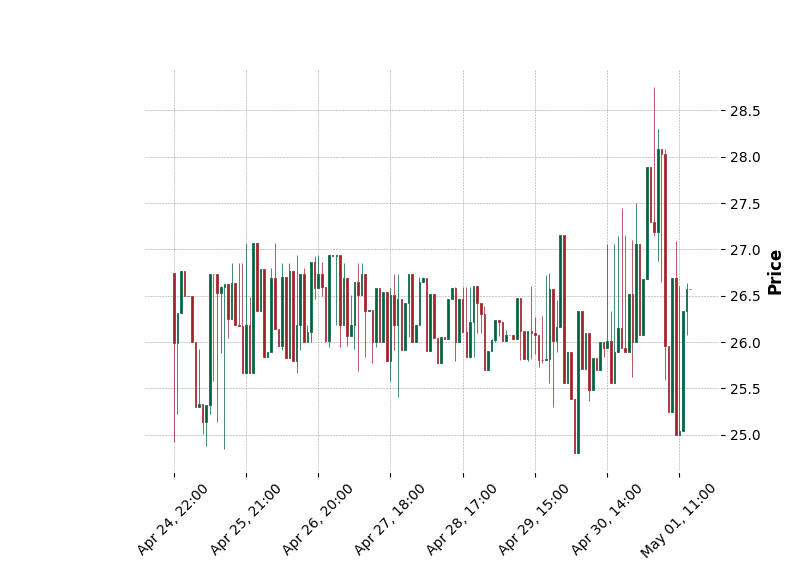 28.5
28.0
27.5
27.0
26.5
26.0
25.5
25.0
Price
Apr 24, 22:00
Apr 25, 21:00
Apr 26, 20:00
Apr 27, 18:00
Apr 28, 17:00
Apr 29, 15:00
Apr 30, 14:00
May 01, 11:00